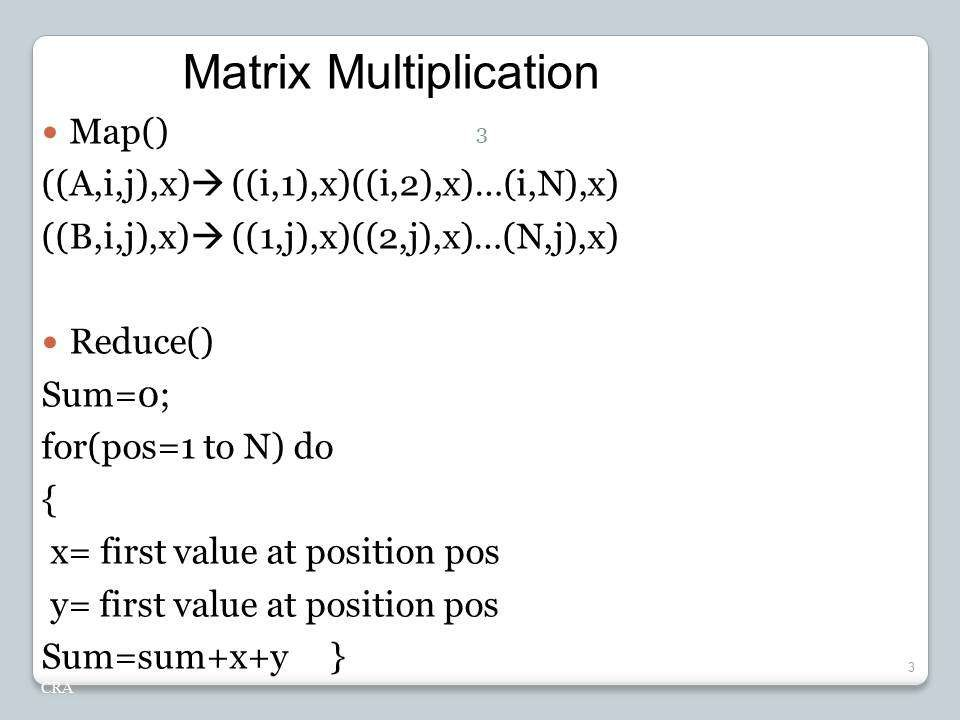 Matrix Multiplication
• Map()
3
((A,i,j),x)→ ((i,1),x)((i,2),x)…(i,N),x)
((B,i,j),x)→ ((1,j),x)((2,j),x)…(N,j),x)
• Reduce()
Sum=0;
for(pos=1 to N) do
{
x= first value at position pos
y= first value at position pos
Sum=sum+x+y }
3
CRA